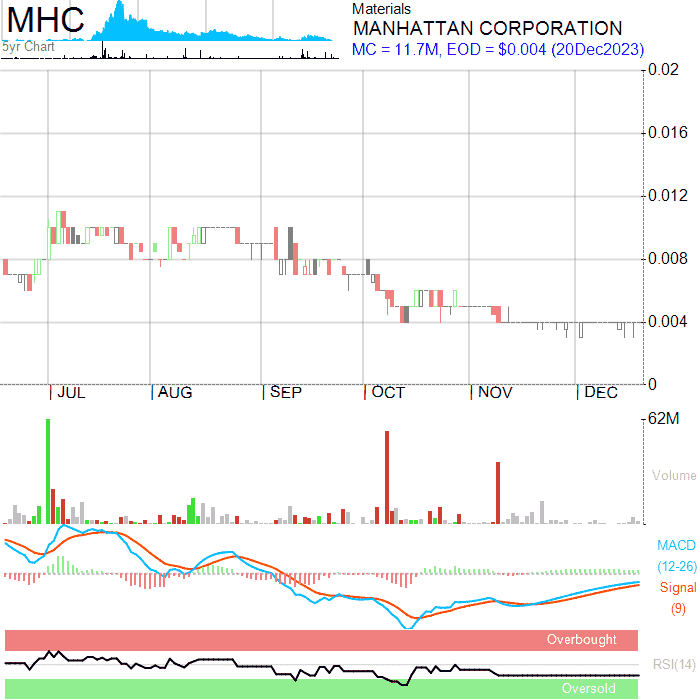 MHC
5yr Chart
Materials
MANHATTAN CORPORATION
MC = 11.7M, EOD = $0.004 (20Dec2023)
0.02
0.016
0.012
0.008
0.004
0
JUL AUG SEP OCT NOV DEC
62M
Volume
MACD
(12-26)
Signal
(9)
Overbought
RSI(14)
Oversold